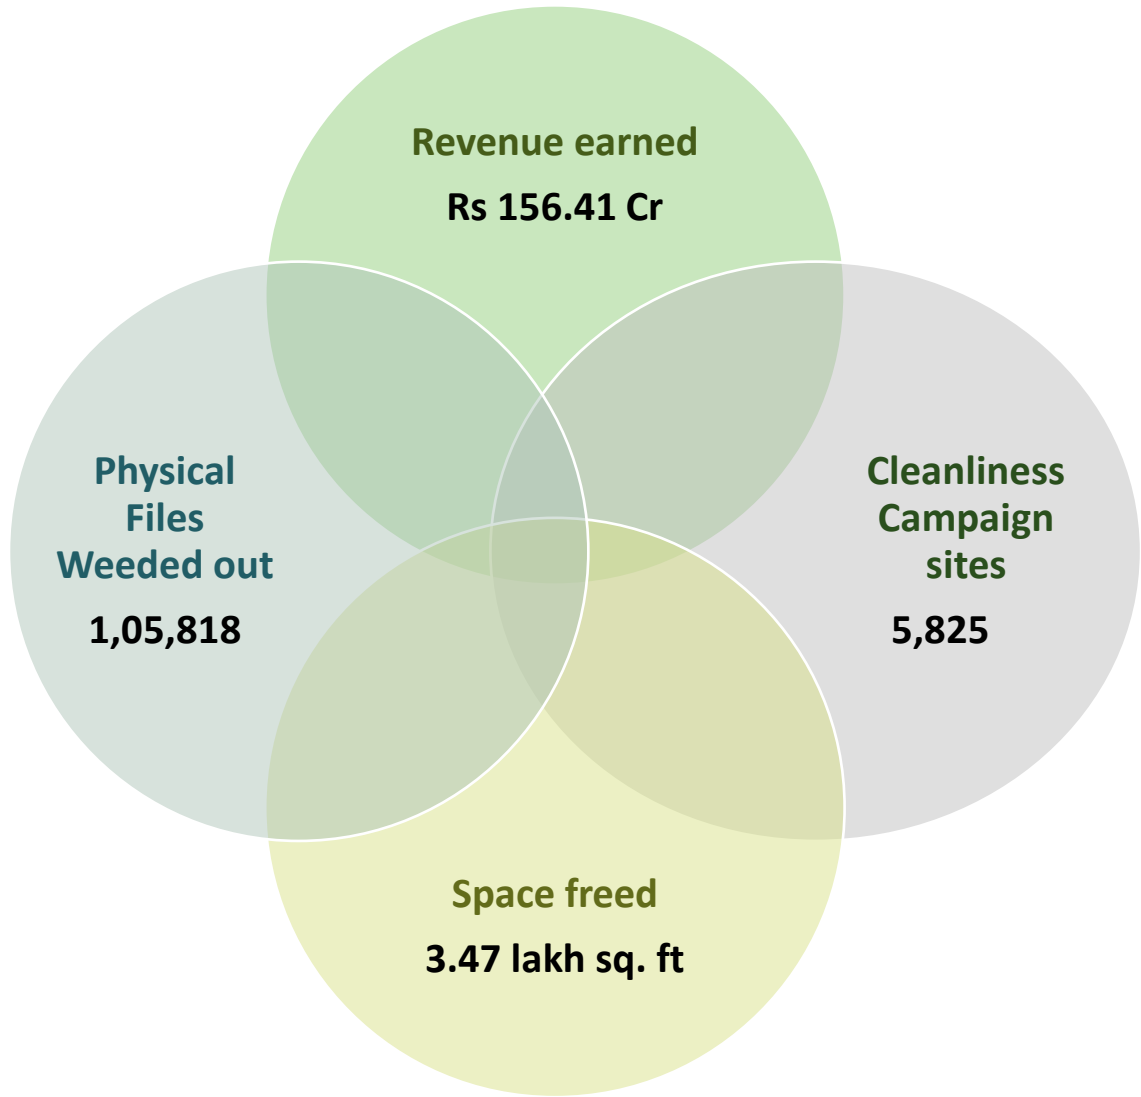 Revenue earned
Rs 156.41 Cr
Physical
Files
Weeded out
1,05,818
Cleanliness
Campaign
sites
5,825
Space freed
3.47 lakh sq. ft